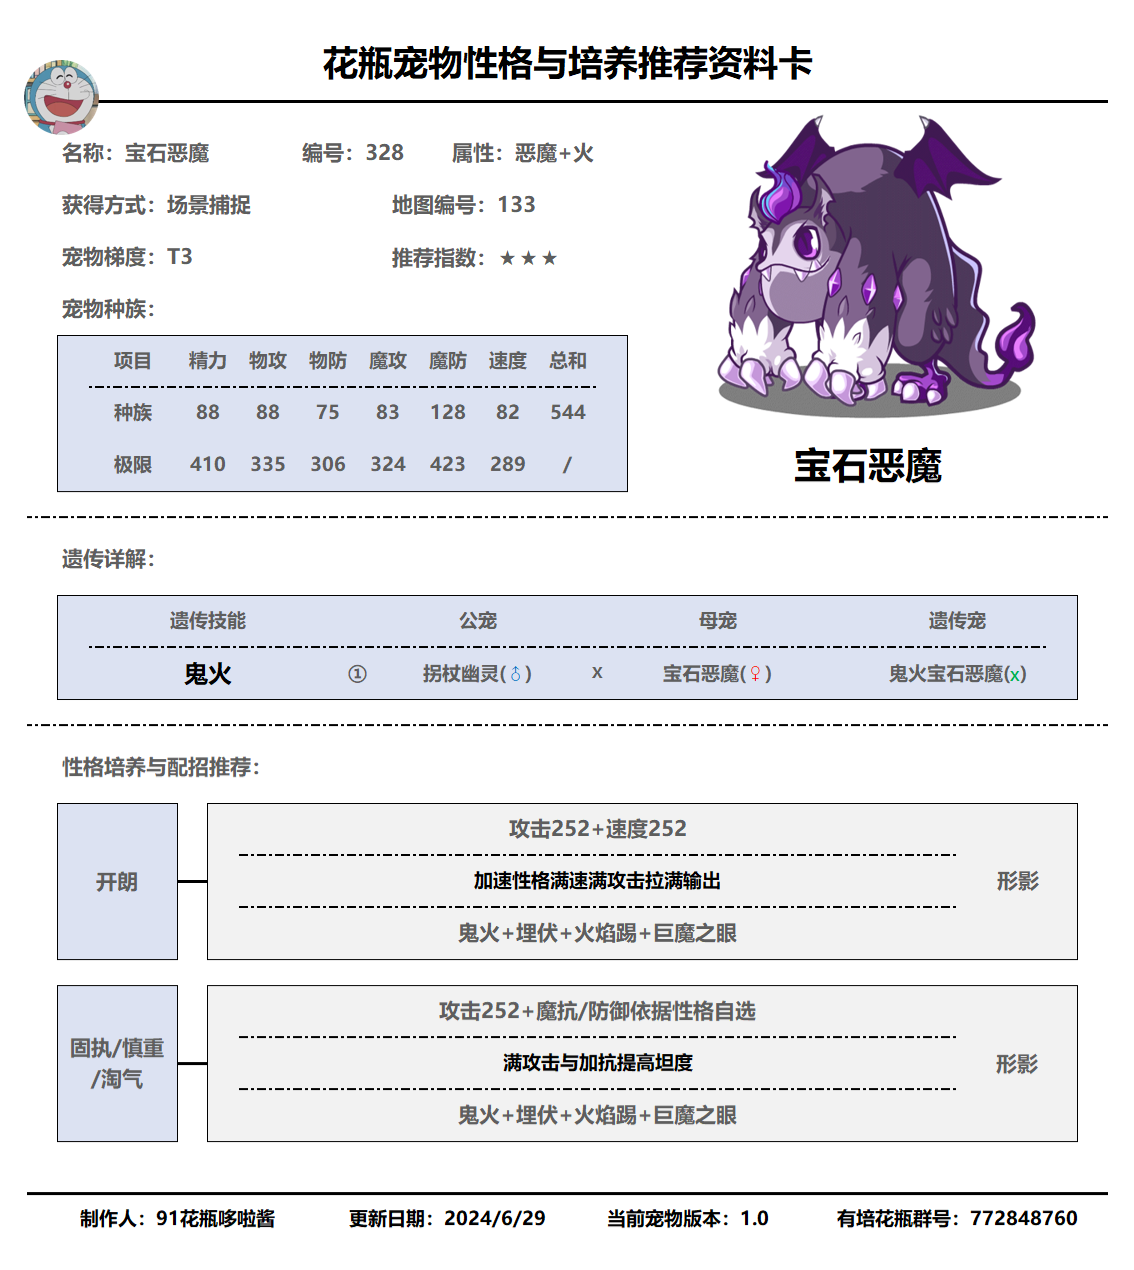 花瓶宠物性格与培养推荐资料卡
名称：宝石恶魔 编号：328 属性：恶魔+火
获得方式：场景捕捉 地图编号：133
宠物梯度：T3 推荐指数：★★★
宠物种族：
项目 精力 物攻 物防 魔攻 魔防 速度 总和
种族 88 88 75 83 128 82 544
极限 410 335 306 324 423 289 /
宝石恶魔
遗传详解：
遗传技能 公宠 母宠 遗传宠
鬼火 ① 拐杖幽灵(♂) x 宝石恶魔(♀) 鬼火宝石恶魔(x)
性格培养与配招推荐：
开朗
攻击252+速度252
加速性格满速满攻击拉满输出
鬼火+埋伏+火焰踢+巨魔之眼
形影
固执/慎重
/淘气
攻击252+魔抗/防御依据性格自选
满攻击与加抗提高坦度
鬼火+埋伏+火焰踢+巨魔之眼
形影
制作人：91花瓶哆啦酱 更新日期：2024/6/29 当前宠物版本：1.0 有培花瓶群号：772848760